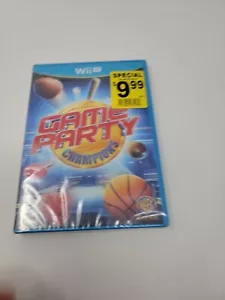 Wii U
SPECIAL
$9.99
GAME
PARTY
CHAMPIONS